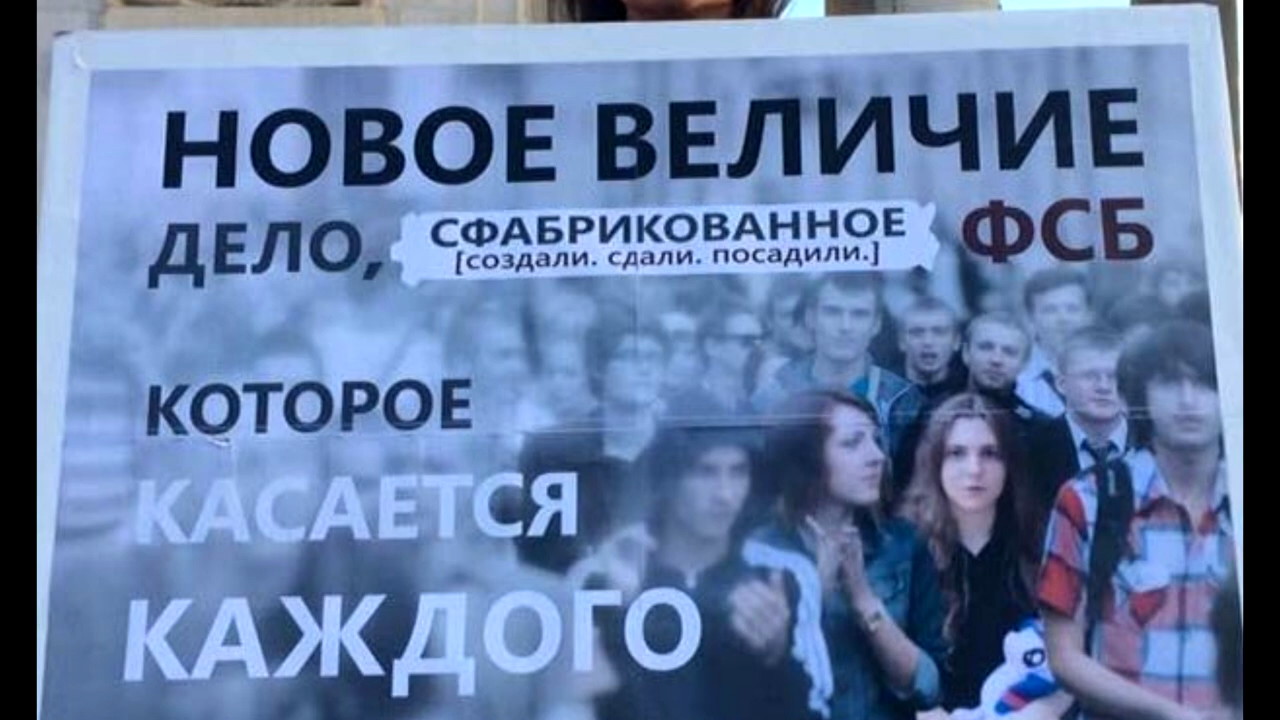 НОВОЕ ВЕЛИЧИЕ
ДЕЛО, СФАБРИКОВАННОЕ ФСБ
[создали. сдали. посадили.]
КОТОРОЕ
КАСАЕТСЯ
КАЖДОГО